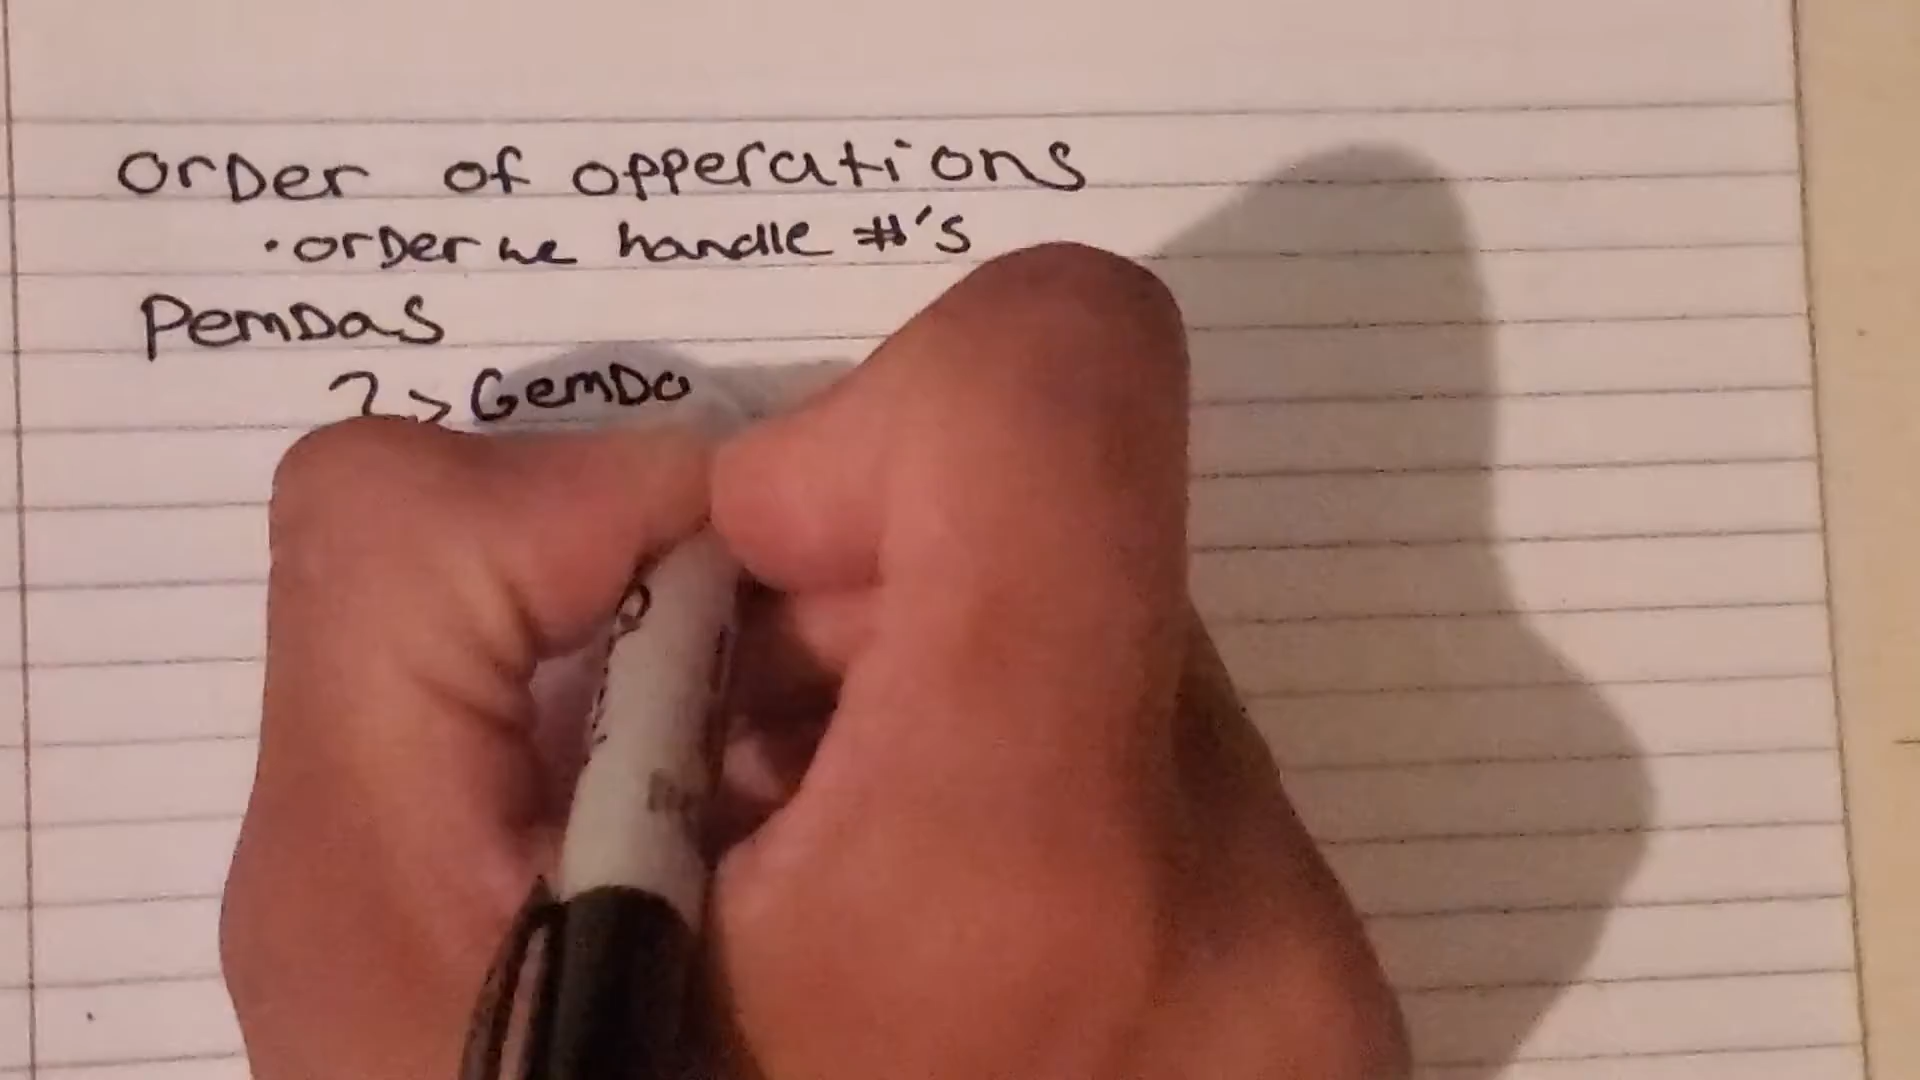 Order of opperations
• order we handle #'s
PemDas
GemDa